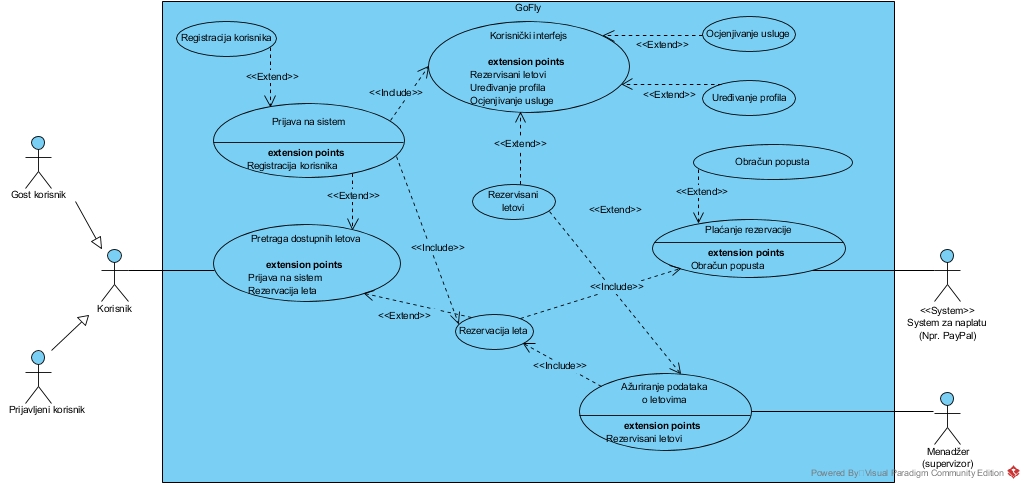 GoFly
Registracija korisnika
<<Extend>>
Korisnički interfejs
extension points
Rezervisani letovi
Uređivanje profila
Ocjenjivanje usluge
<<Extend>>
Ocjenjivanje usluge
<<Extend>>
Uređivanje profila
<<Include>>
Prijava na sistem
extension points
Registracija korisnika
<<Extend>>
Obračun popusta
<<Extend>>
Gost korisnik
<<Extend>>
Rezervisani
letovi
<<Extend>>
Plaćanje rezervacije
extension points
Obračun popusta
Pretraga dostupnih letova
extension points
Prijava na sistem
Rezervacija leta
<<Include>>
<<Include>>
Korisnik
<<Extend>>
Rezervacija leta
<<System>>
System za naplatu
(Npr. PayPal)
<<Include>>
Ažuriranje podataka
o letovima
extension points
Rezervisani letovi
Prijavljeni korisnik
Menadžer
(supervizor)
Powered By Visual Paradigm Community Edition